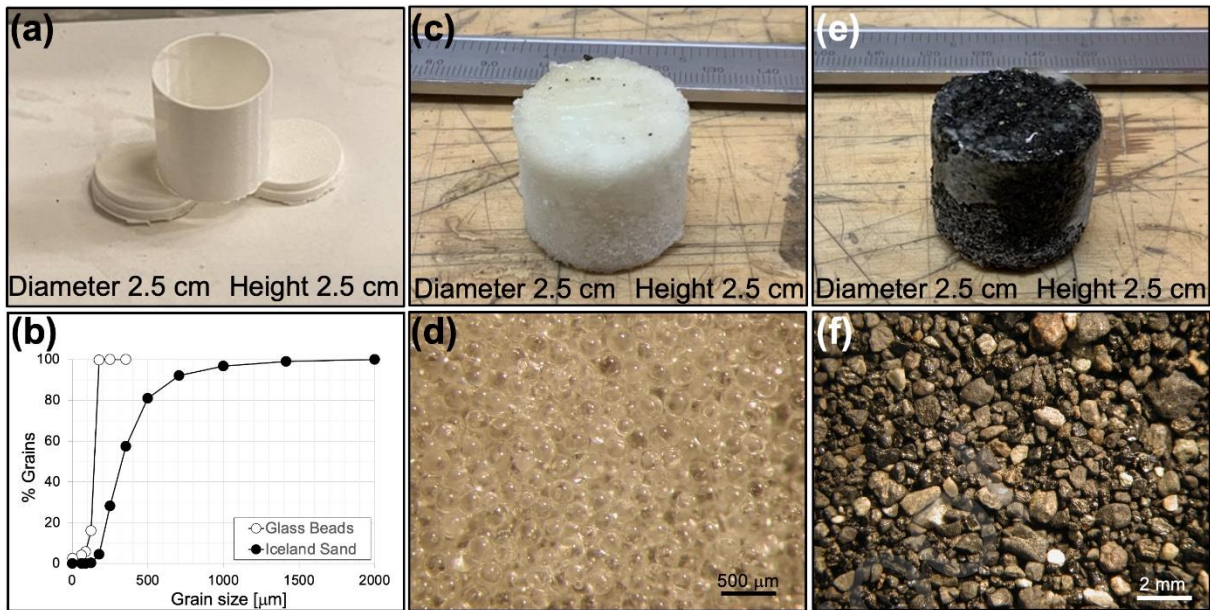 (a)
Diameter 2.5 cm Height 2.5 cm
(c)
Diameter 2.5 cm Height 2.5 cm
(e)
Diameter 2.5 cm Height 2.5 cm
(b)
100
80
60
40
20
0
% Grains
Glass Beads
Iceland Sand
0 500 1000 1500 2000
Grain size [μm]
(d)
500 μm
(f)
2 mm